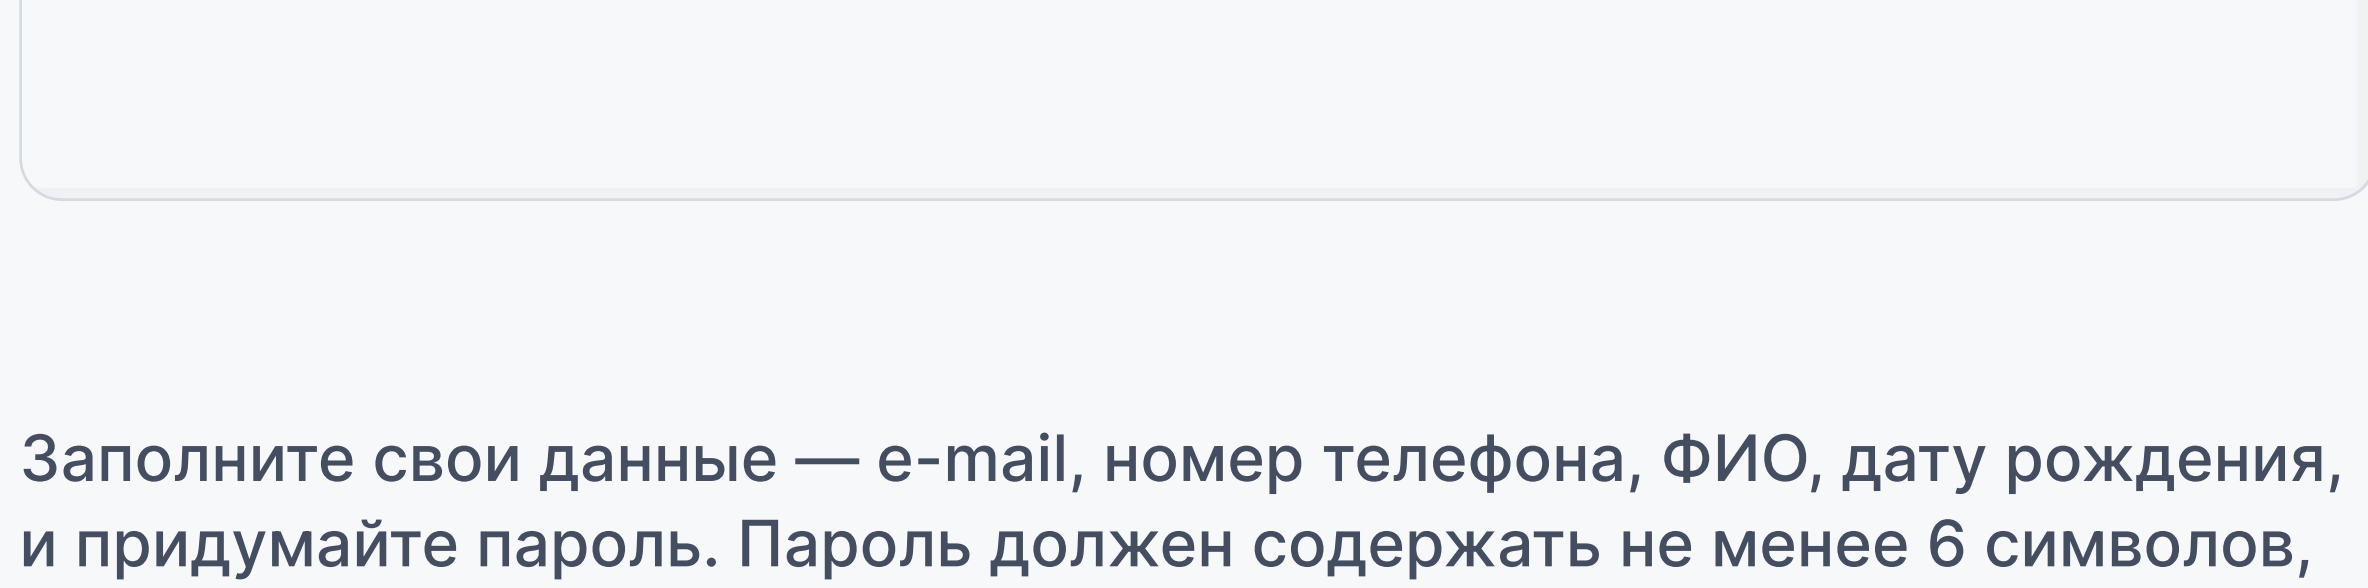 Заполните свои данные — e-mail, номер телефона, ФИО, дату рождения,
и придумайте пароль. Пароль должен содержать не менее 6 символов,